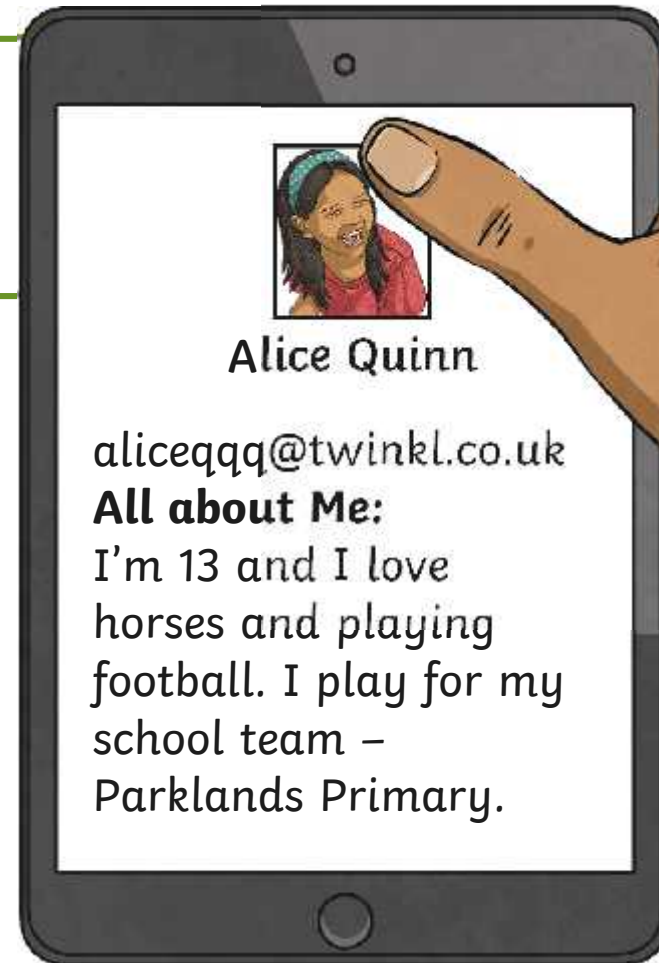 Alice Quinn
aliceqqq@twinkl.co.uk
All about Me:
I'm 13 and I love
horses and playing
football. I play for my
school team –
Parklands Primary.